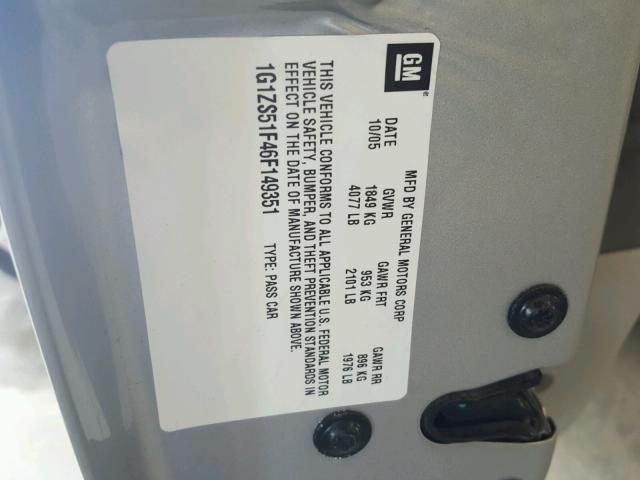 GM
MFD BY GENERAL MOTORS CORP
DATE GVWR GAWR FRT GAWR RR
10/05 1849 KG 953 KG 896 KG
4077 LB 2101 LB 1976 LB
THIS VEHICLE CONFORMS TO ALL APPLICABLE U.S. FEDERAL MOTOR
VEHICLE SAFETY, BUMPER, AND THEFT PREVENTION STANDARDS IN
EFFECT ON THE DATE OF MANUFACTURE SHOWN ABOVE.
1G1ZS51F46F149351 TYPE: PASS CAR